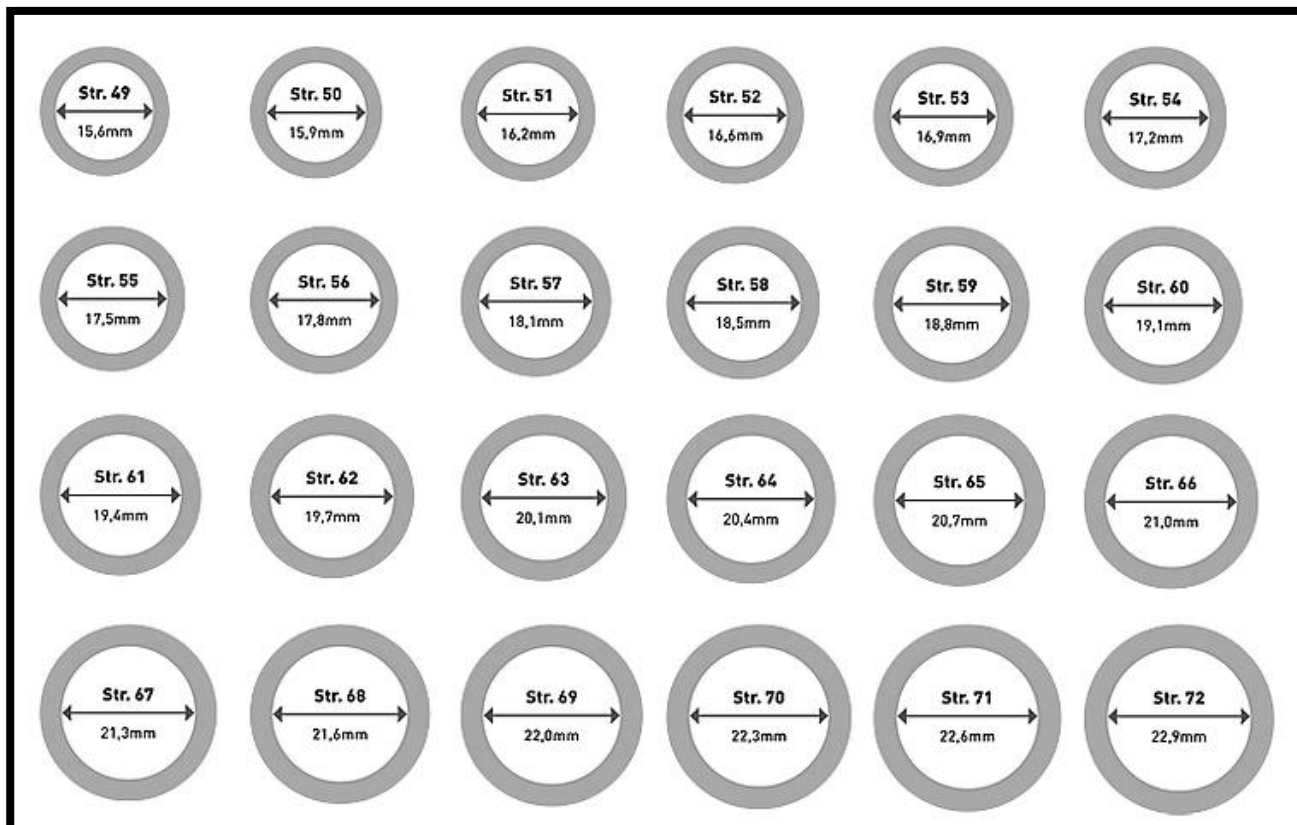 Str. 49
15,6mm
Str. 50
15,9mm
Str. 51
16,2mm
Str. 52
16,6mm
Str. 53
16,9mm
Str. 54
17,2mm
Str. 55
17,5mm
Str. 56
17,8mm
Str. 57
18,1mm
Str. 58
18,5mm
Str. 59
18,8mm
Str. 60
19,1mm
Str. 61
19,4mm
Str. 62
19,7mm
Str. 63
20,1mm
Str. 64
20,4mm
Str. 65
20,7mm
Str. 66
21,0mm
Str. 67
21,3mm
Str. 68
21,6mm
Str. 69
22,0mm
Str. 70
22,3mm
Str. 71
22,6mm
Str. 72
22,9mm